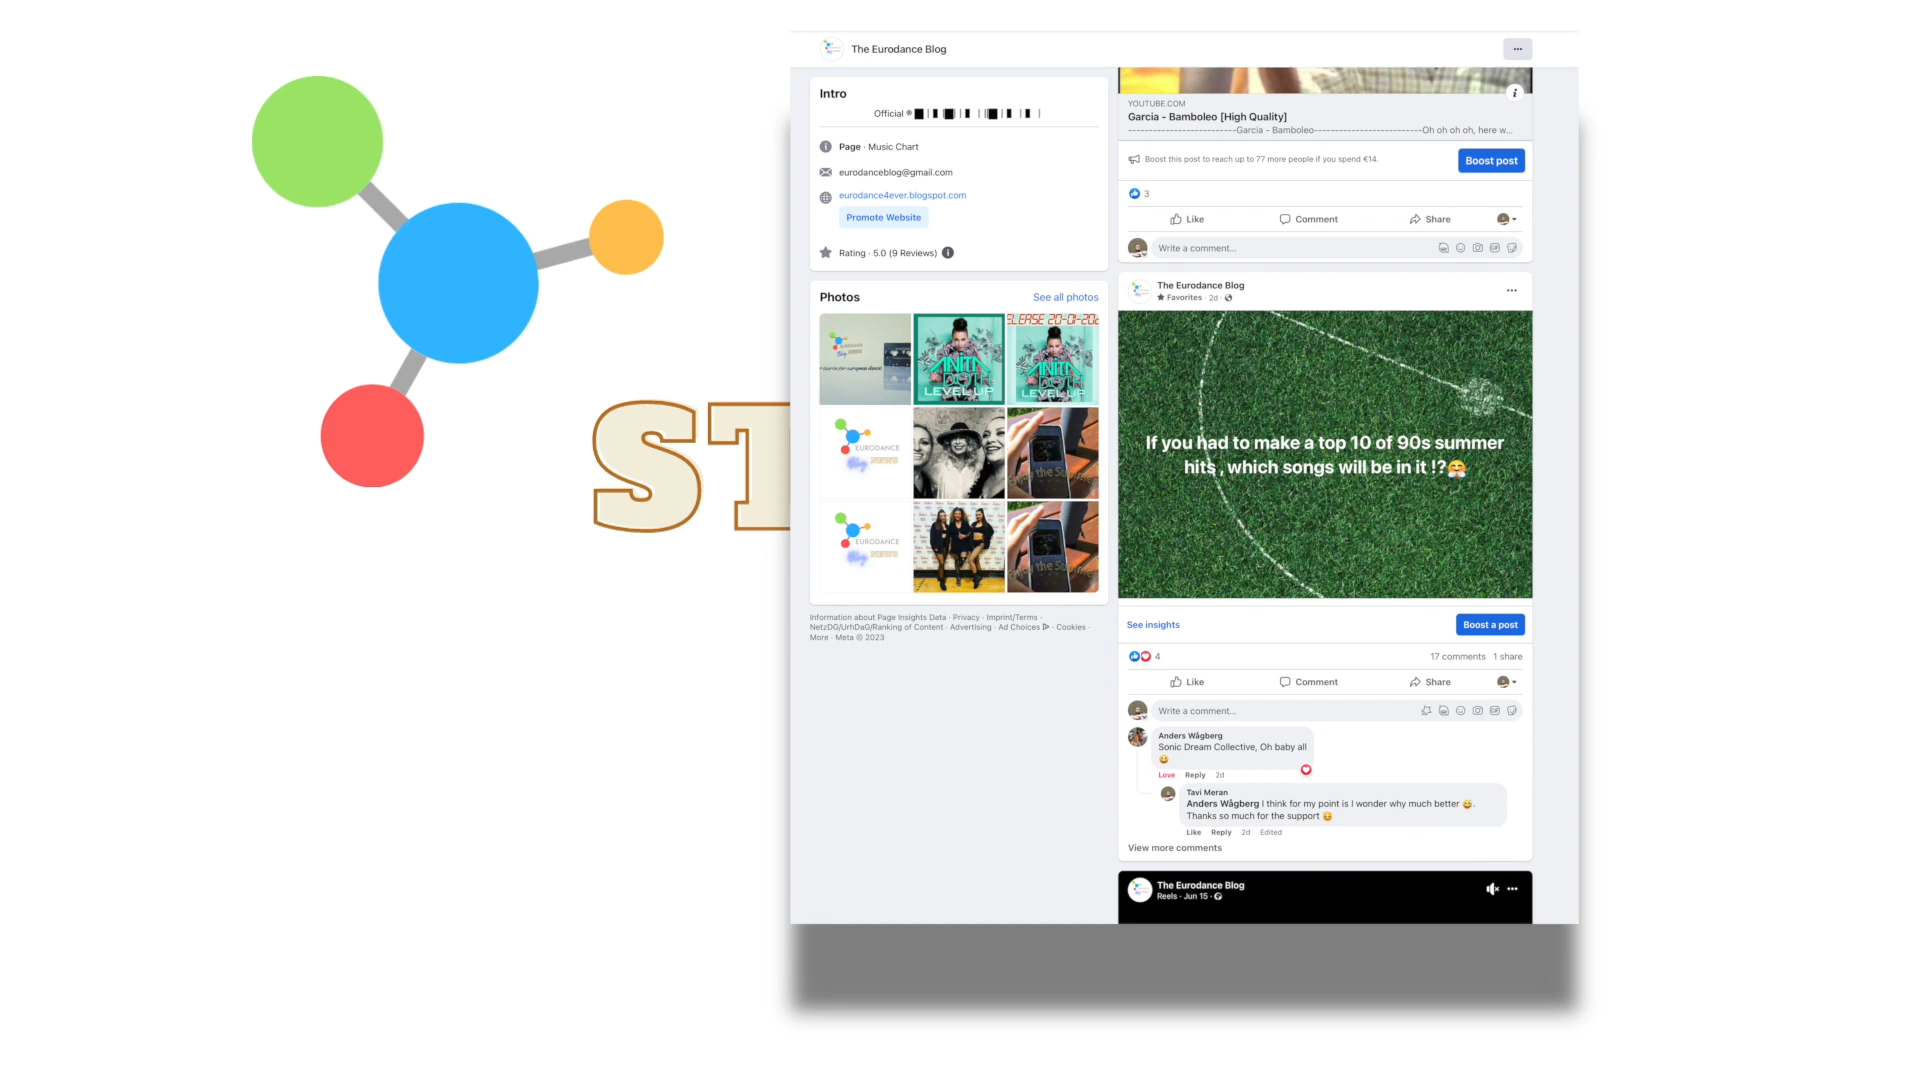 ST
The Eurodance Blog
Intro
Official ®
Page · Music Chart
eurodanceblog@gmail.com
eurodance4ever.blogspot.com
Promote Website
Rating · 5.0 (9 Reviews)
Photos
See all photos
ANITA
DOTH
LEVEL UP
ANITA
DOTH
LEVEL UP
EURODANCE
Blog
EURODANCE
Blog
Information about Page Insights Data · Privacy · Imprint/Terms ·
NetzDG/UrhDaG/Ranking of Content · Advertising · Ad Choices · Cookies ·
More · Meta © 2023
YOUTUBE.COM
Garcia - Bamboleo [High Quality]
--------------------------Garcia - Bamboleo--------------------------Oh oh oh oh, here w...
Boost this post to reach up to 77 more people if you spend €14.
Boost post
3
Like
Comment
Share
Write a comment...
The Eurodance Blog
Favorites · 2d ·
If you had to make a top 10 of 90s summer
hits , which songs will be in it !?😤
See insights
Boost a post
4
17 comments 1 share
Like
Comment
Share
Write a comment...
Anders Wågberg
Sonic Dream Collective, Oh baby all
😄
Love Reply 2d
Tavi Meran
Anders Wågberg I think for my point is I wonder why much better 😄.
Thanks so much for the support 😊
Like Reply 2d Edited
View more comments
The Eurodance Blog
Reels · Jun 15 ·